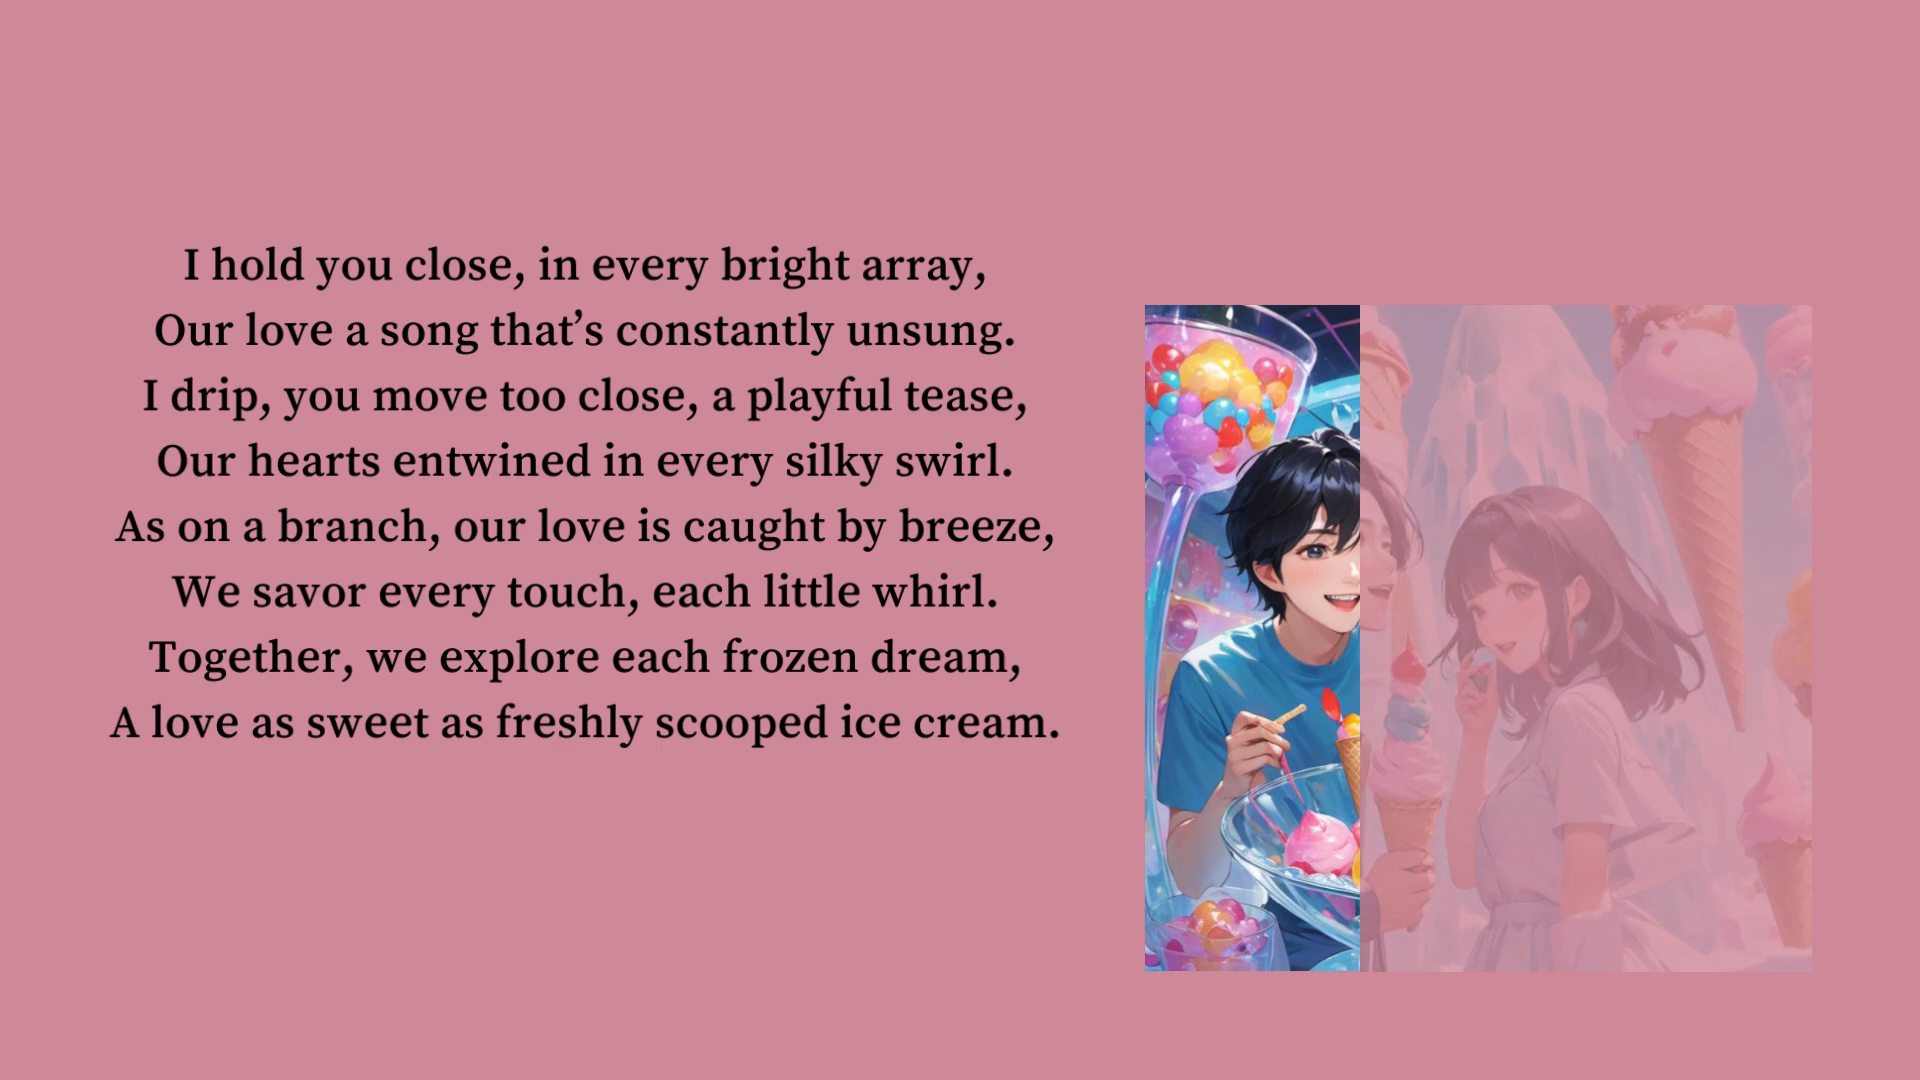 I hold you close, in every bright array,
Our love a song that’s constantly unsung.
I drip, you move too close, a playful tease,
Our hearts entwined in every silky swirl.
As on a branch, our love is caught by breeze,
We savor every touch, each little whirl.
Together, we explore each frozen dream,
A love as sweet as freshly scooped ice cream.